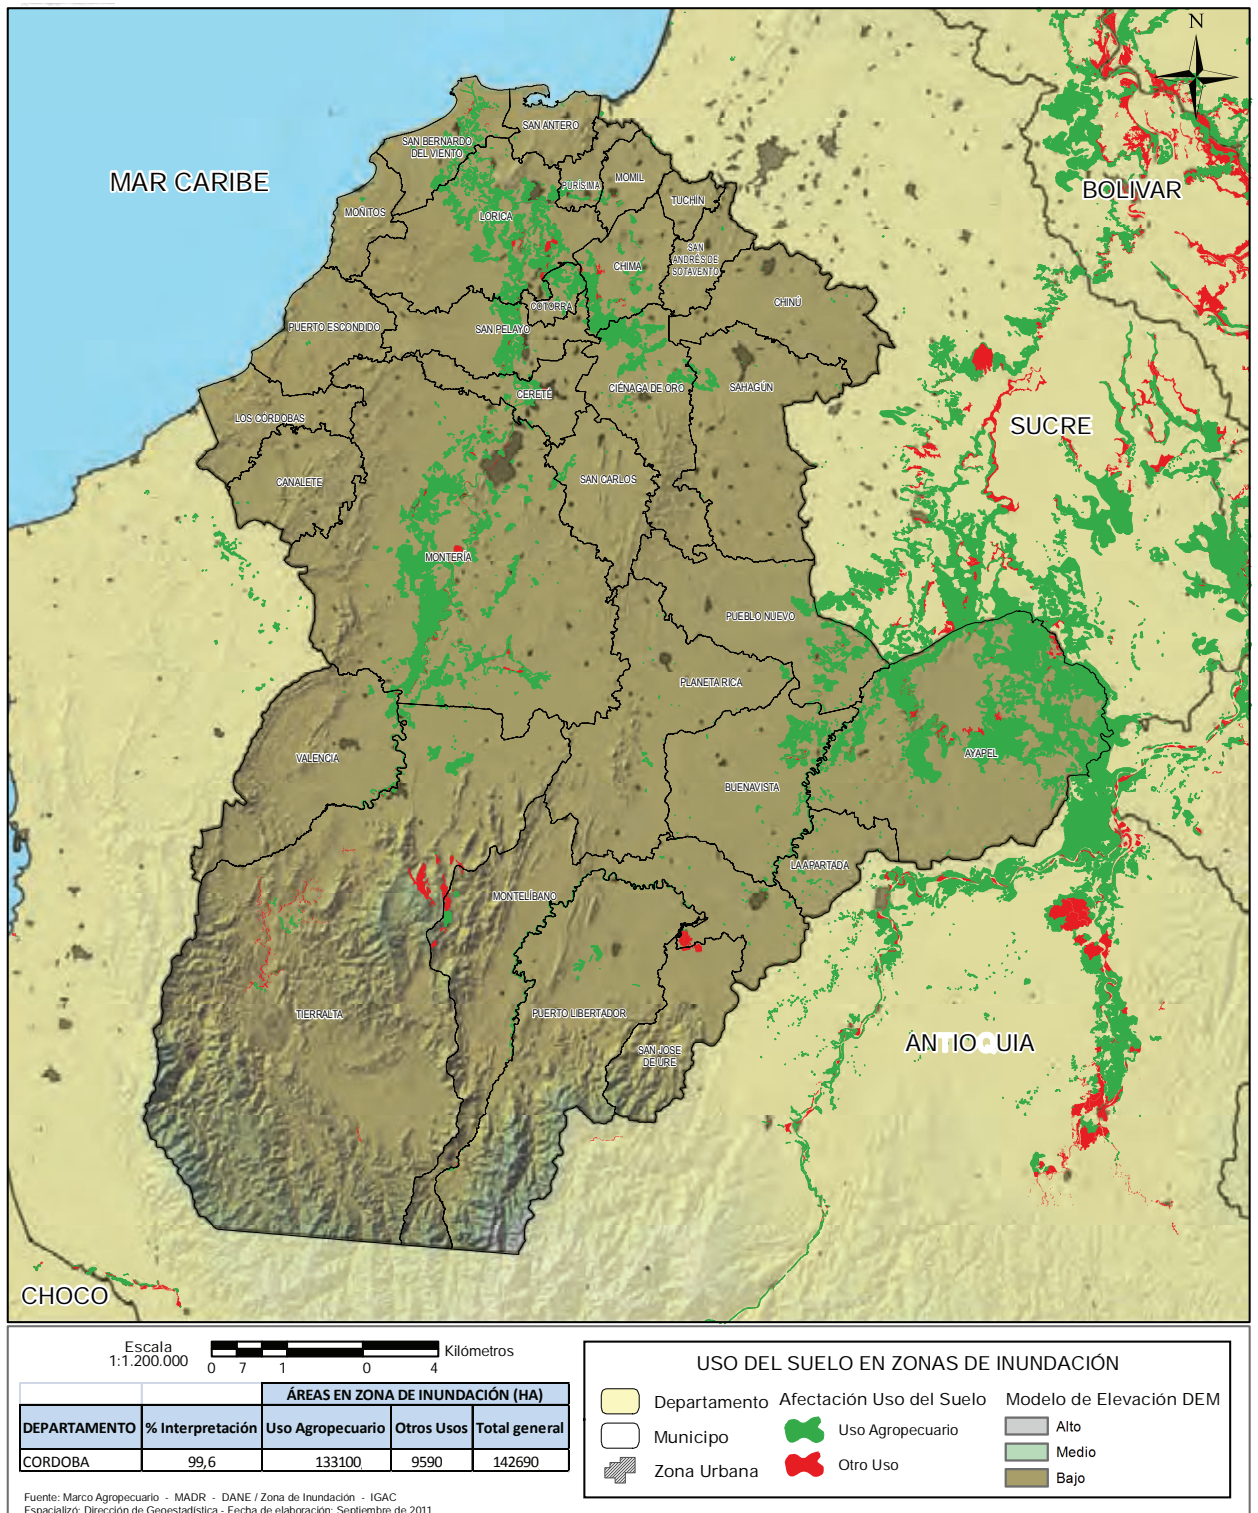 N
MAR CARIBE
BOLIVAR
SUCRE
ANTIOQUIA
CHOCO
SAN ANTERO
SAN BERNARDO
DEL VIENTO
PURÍSIMA
MOMIL
TUCHÍN
MOÑITOS
LORICA
SAN
ANDRÉS DE
SOTAVENTO
CHIMA
CHINÚ
COTORRA
PUERTO ESCONDIDO
SAN PELAYO
CERETÉ
CIÉNAGA DE ORO
SAHAGÚN
LOS CÓRDOBAS
CANALETE
SAN CARLOS
MONTERÍA
PUEBLO NUEVO
PLANETA RICA
VALENCIA
AYAPEL
BUENAVISTA
LA APARTADA
MONTELÍBANO
TIERRALTA
PUERTO LIBERTADOR
SAN JOSE
DE URE
Escala
1:1.200.000
0 7 1 0 4
Kilómetros
ÁREAS EN ZONA DE INUNDACIÓN (HA)
DEPARTAMENTO % Interpretación Uso Agropecuario Otros Usos Total general
CORDOBA 99,6 133100, 9590 142690
Fuente: Marco Agropecuario - MADR - DANE / Zona de Inundación - IGAC
Espacializó: Dirección de Geoestadística - Fecha de elaboración: Septiembre de 2011
USO DEL SUELO EN ZONAS DE INUNDACIÓN
Departamento
Municipo
Zona Urbana
Afectación Uso del Suelo
Uso Agropecuario
Otro Uso
Modelo de Elevación DEM
Alto
Medio
Bajo